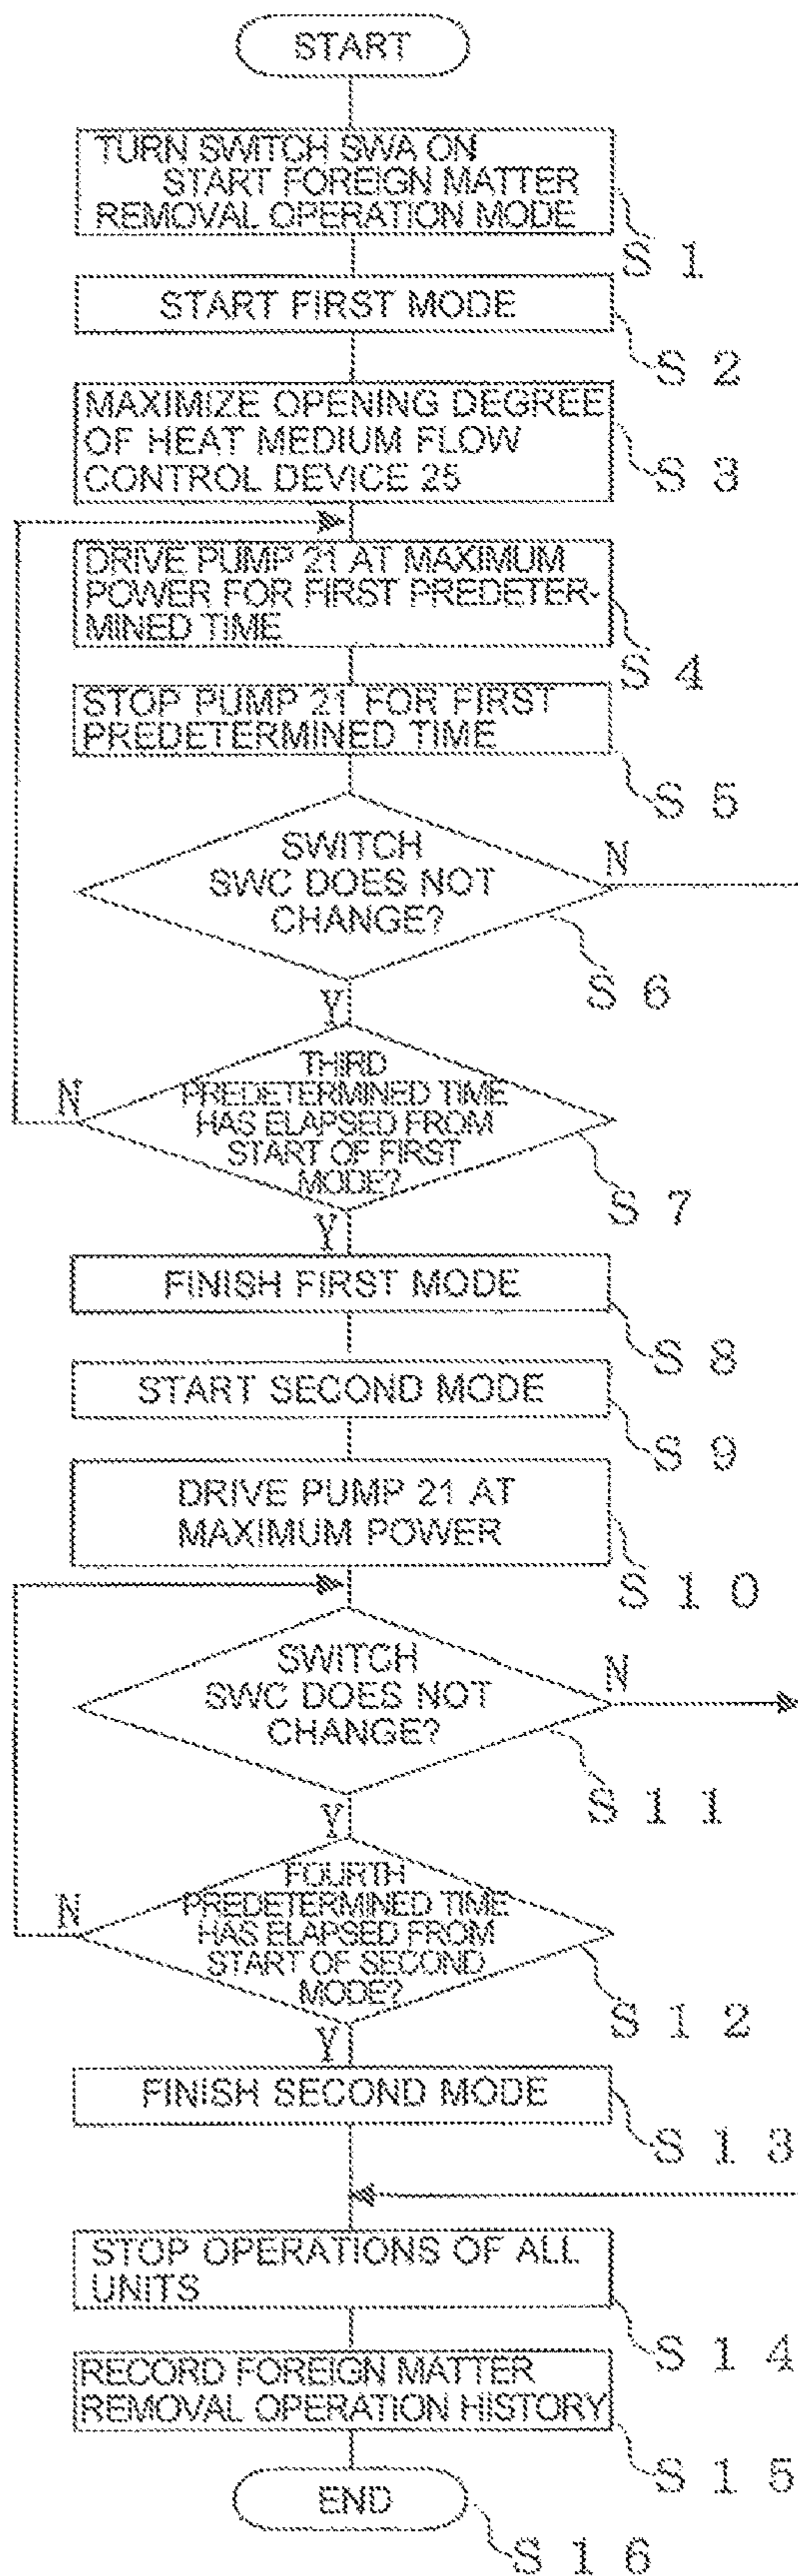 START
TURN SWITCH SWA ON
START FOREIGN MATTER
REMOVAL OPERATION MODE
S 1
START FIRST MODE
S 2
MAXIMIZE OPENING DEGREE
OF HEAT MEDIUM FLOW
CONTROL DEVICE 25
S 3
DRIVE PUMP 21 AT MAXIMUM
POWER FOR FIRST PREDETER-
MINED TIME
S 4
STOP PUMP 21 FOR FIRST
PREDETERMINED TIME
S 5
SWITCH
SWC DOES NOT
CHANGE?
N
S 6
Y
THIRD
PREDETERMINED TIME
HAS ELAPSED FROM
START OF FIRST
MODE?
N
S 7
Y
FINISH FIRST MODE
S 8
START SECOND MODE
S 9
DRIVE PUMP 21 AT
MAXIMUM POWER
S 1 0
SWITCH
SWC DOES NOT
CHANGE?
N
S 1 1
Y
FOURTH
PREDETERMINED TIME
HAS ELAPSED FROM
START OF SECOND
MODE?
N
S 1 2
Y
FINISH SECOND MODE
S 1 3
STOP OPERATIONS OF ALL
UNITS
S 1 4
RECORD FOREIGN MATTER
REMOVAL OPERATION HISTORY
S 1 5
END
S 1 6